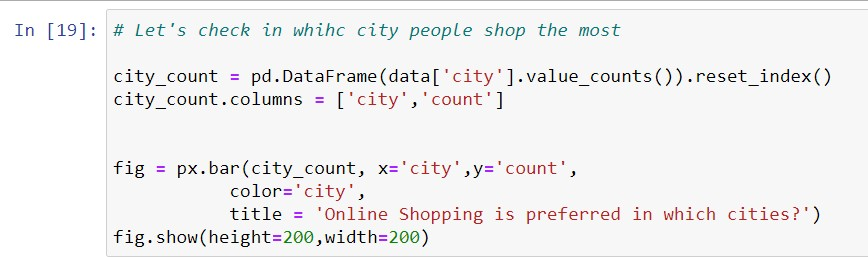 In [19]: # Let's check in whihc city people shop the most
city_count = pd.DataFrame(data['city'].value_counts()).reset_index()
city_count.columns = ['city','count']
fig = px.bar(city_count, x='city',y='count',
color='city',
title = 'Online Shopping is preferred in which cities?')
fig.show(height=200,width=200)